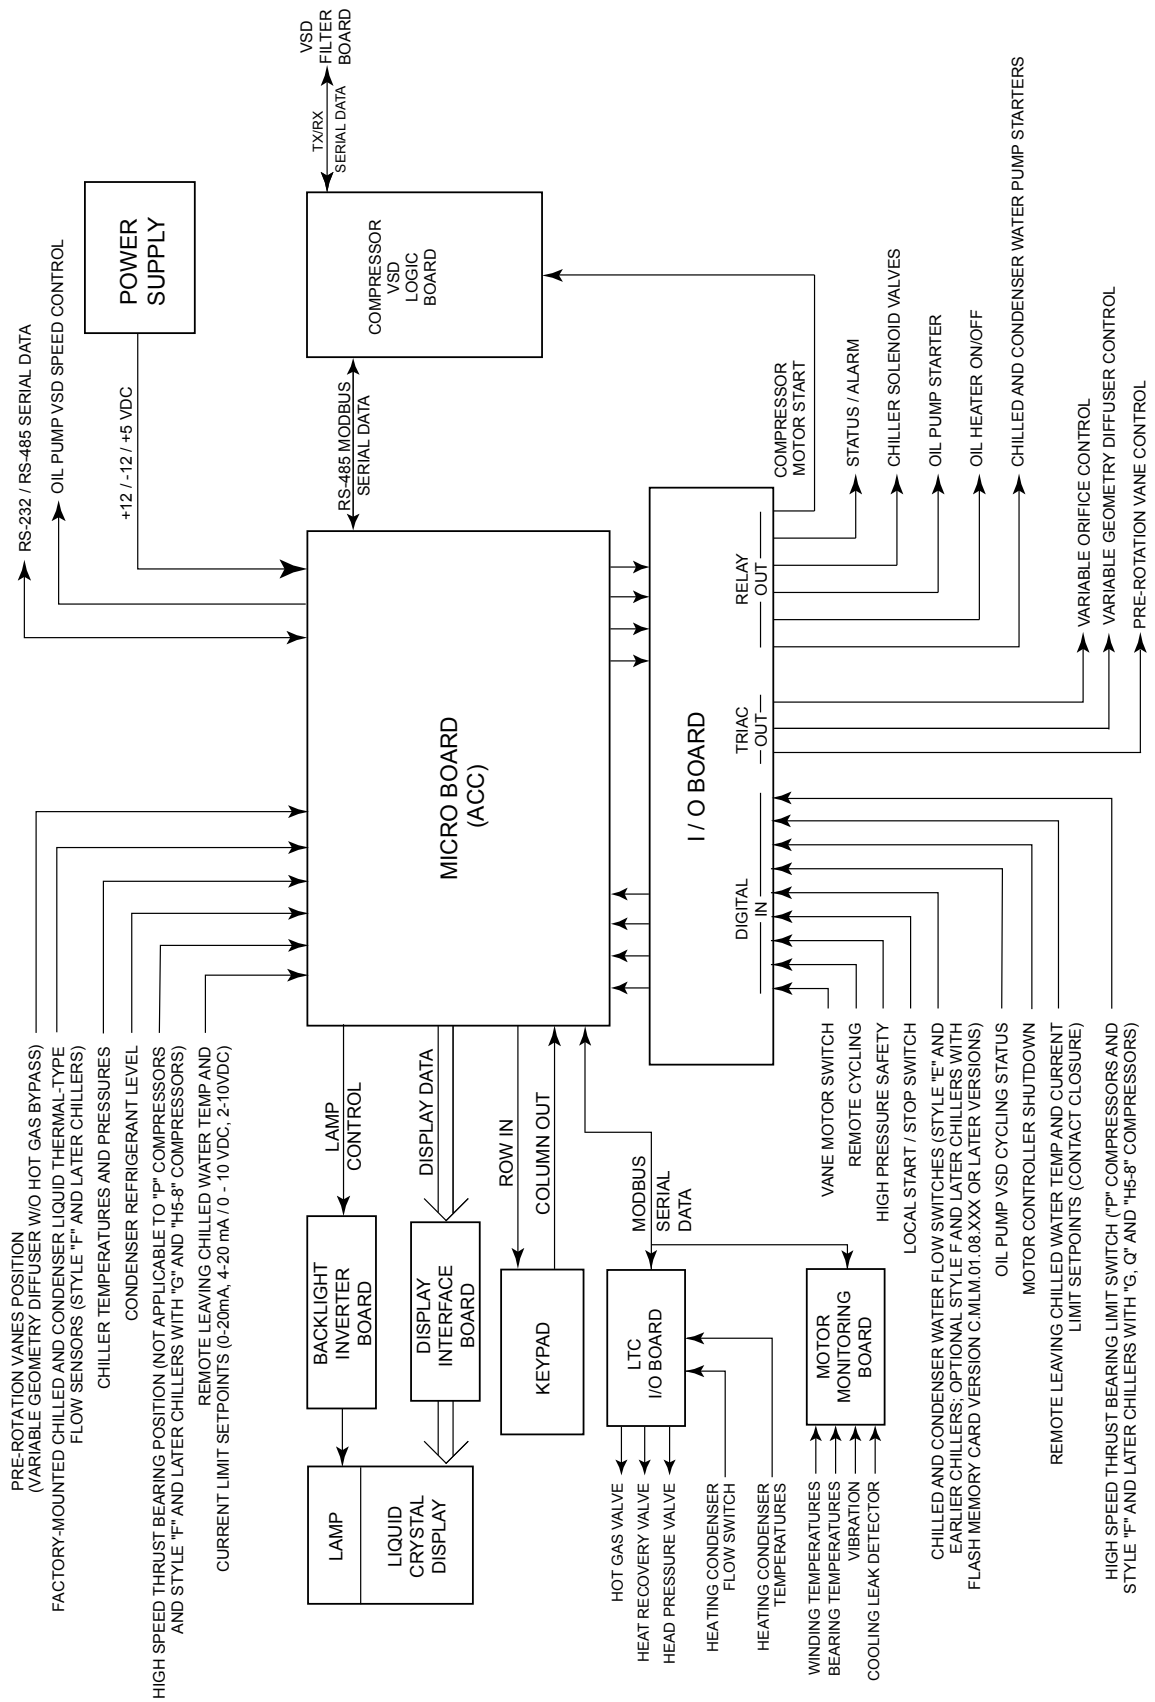 PRE-ROTATION VANES POSITION
(VARIABLE GEOMETRY DIFFUSER W/O HOT GAS BYPASS)
FACTORY-MOUNTED CHILLED AND CONDENSER LIQUID THERMAL-TYPE
FLOW SENSORS (STYLE "F" AND LATER CHILLERS)
CHILLER TEMPERATURES AND PRESSURES
CONDENSER REFRIGERANT LEVEL
HIGH SPEED THRUST BEARING POSITION (NOT APPLICABLE TO "P" COMPRESSORS
AND STYLE "F" AND LATER CHILLERS WITH "G" AND "H5-8" COMPRESSORS)
REMOTE LEAVING CHILLED WATER TEMP AND
CURRENT LIMIT SETPOINTS (0-20mA, 4-20 mA / 0 - 10 VDC, 2-10VDC)
RS-232 / RS-485 SERIAL DATA
OIL PUMP VSD SPEED CONTROL
POWER
SUPPLY
+12 / -12 / +5 VDC
LAMP
LIQUID
CRYSTAL
DISPLAY
BACKLIGHT
INVERTER
BOARD
LAMP
CONTROL
DISPLAY
INTERFACE
BOARD
DISPLAY DATA
KEYPAD
ROW IN
COLUMN OUT
MICRO BOARD
(ACC)
RS-485 MODBUS
SERIAL DATA
COMPRESSOR
VSD
LOGIC
BOARD
TX/RX
SERIAL DATA
VSD
FILTER
BOARD
MODBUS
SERIAL
DATA
LTC
I/O BOARD
HOT GAS VALVE
HEAT RECOVERY VALVE
HEAD PRESSURE VALVE
HEATING CONDENSER
FLOW SWITCH
HEATING CONDENSER
TEMPERATURES
MOTOR
MONITORING
BOARD
WINDING TEMPERATURES
BEARING TEMPERATURES
VIBRATION
COOLING LEAK DETECTOR
I / O BOARD
DIGITAL
IN
TRIAC
OUT
RELAY
OUT
COMPRESSOR
MOTOR START
STATUS / ALARM
CHILLER SOLENOID VALVES
OIL PUMP STARTER
OIL HEATER ON/OFF
CHILLED AND CONDENSER WATER PUMP STARTERS
VARIABLE ORIFICE CONTROL
VARIABLE GEOMETRY DIFFUSER CONTROL
PRE-ROTATION VANE CONTROL
VANE MOTOR SWITCH
REMOTE CYCLING
HIGH PRESSURE SAFETY
LOCAL START / STOP SWITCH
CHILLED AND CONDENSER WATER FLOW SWITCHES (STYLE "E" AND
EARLIER CHILLERS; OPTIONAL STYLE F AND LATER CHILLERS WITH
FLASH MEMORY CARD VERSION C.MLM.01.08.XXX OR LATER VERSIONS)
OIL PUMP VSD CYCLING STATUS
MOTOR CONTROLLER SHUTDOWN
REMOTE LEAVING CHILLED WATER TEMP AND CURRENT
LIMIT SETPOINTS (CONTACT CLOSURE)
HIGH SPEED THRUST BEARING LIMIT SWITCH ("P" COMPRESSORS AND
STYLE "F" AND LATER CHILLERS WITH "G, Q" AND "H5-8" COMPRESSORS)